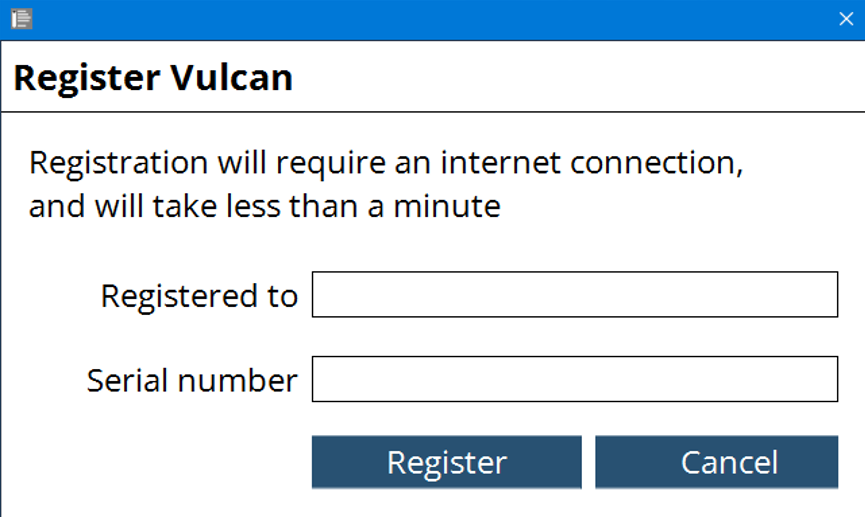 Register Vulcan
Registration will require an internet connection,
and will take less than a minute
Registered to
Serial number
Register Cancel